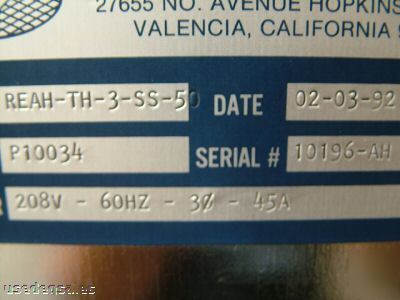 27655 NO. AVENUE HOPKINS
VALENCIA, CALIFORNIA 9
REAH-TH-3-SS-50 DATE 02-03-92
P10034 SERIAL # 10196-AH
R 208V - 60HZ - 3Ø - 45A